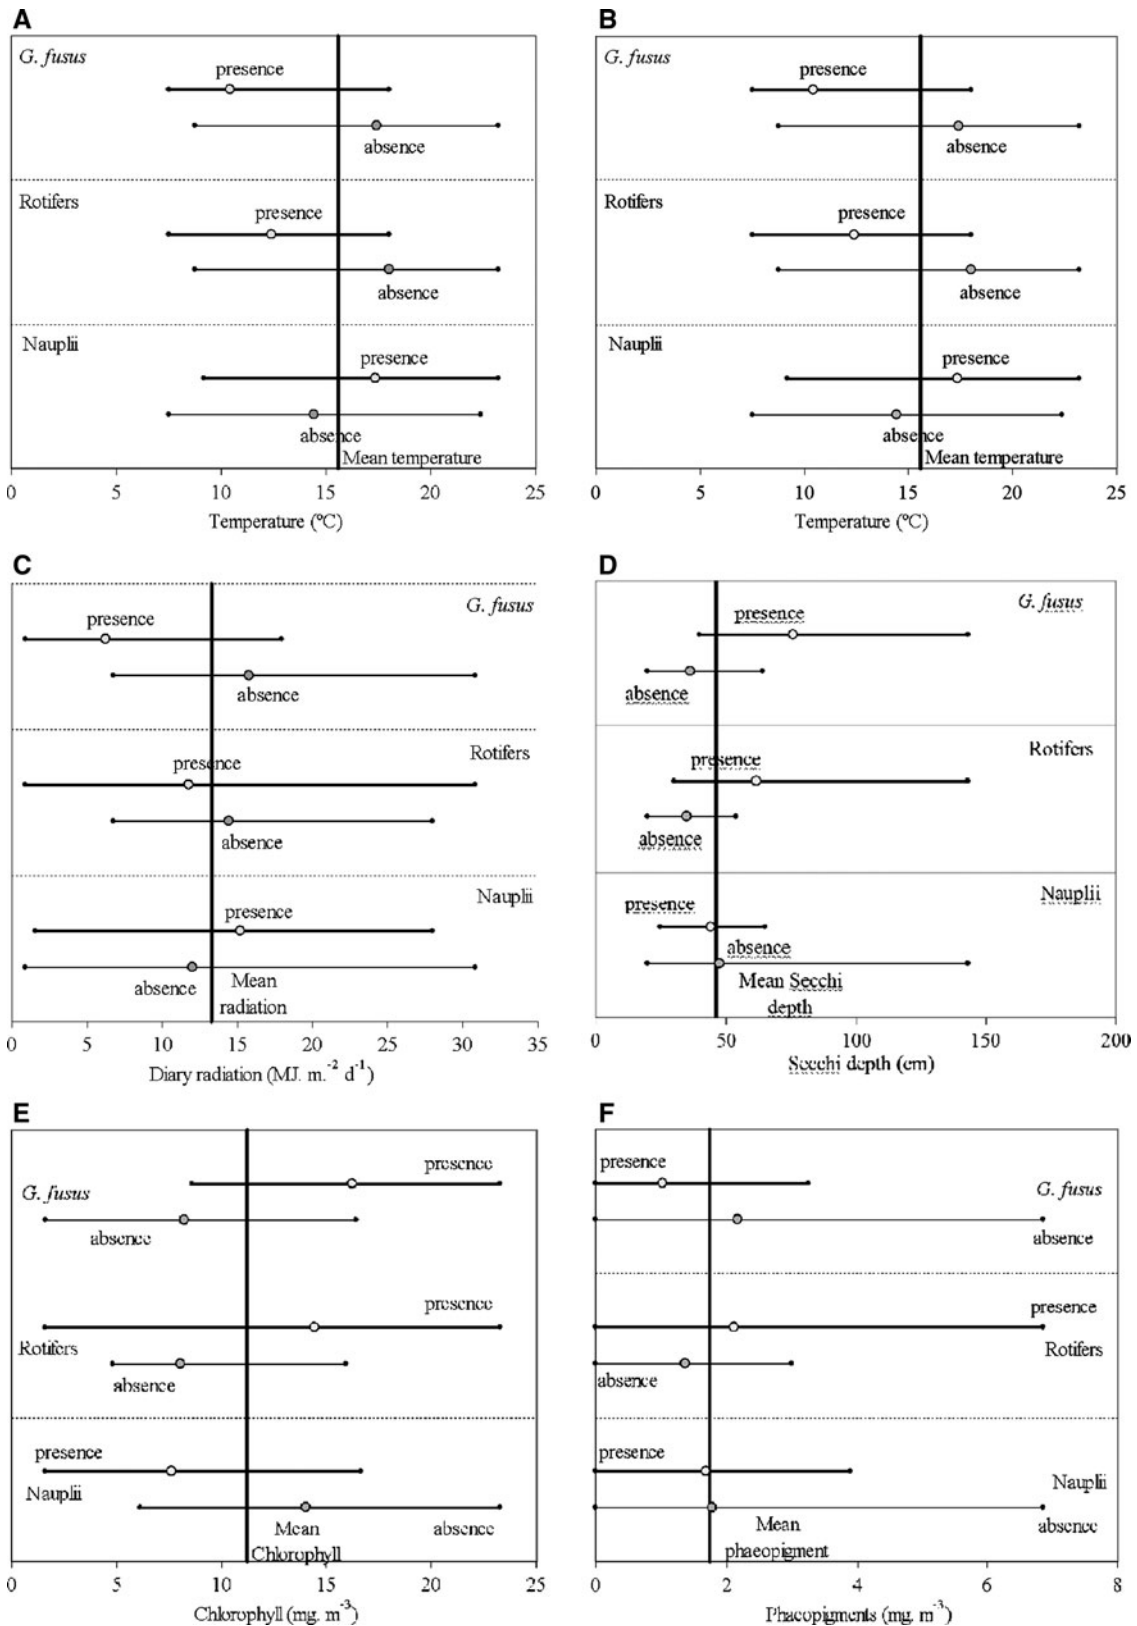 A
G. fusus
presence
absence
Rotifers
presence
absence
Nauplii
presence
absence
Mean temperature
0 5 10 15 20 25
Temperature (ºC)
B
G. fusus
presence
absence
Rotifers
presence
absence
Nauplii
presence
absence
Mean temperature
0 5 10 15 20 25
Temperature (ºC)
C
G. fusus
presence
absence
Rotifers
presence
absence
Nauplii
presence
absence
Mean
radiation
0 5 10 15 20 25 30 35
Diary radiation (MJ. m.-2 d-1)
D
G. fusus
presence
absence
Rotifers
presence
absence
Nauplii
presence
absence
Mean Secchi
depth
0 50 100 150 200
Secchi depth (cm)
E
presence
G. fusus
absence
presence
Rotifers
absence
presence
Nauplii
Mean
absence
Chlorophyll
0 5 10 15 20 25
Chlorophyll (mg. m-3)
F
presence
G. fusus
absence
presence
Rotifers
absence
presence
Nauplii
Mean
absence
phaeopigment
0 2 4 6 8
Phaeopigments (mg. m-3)